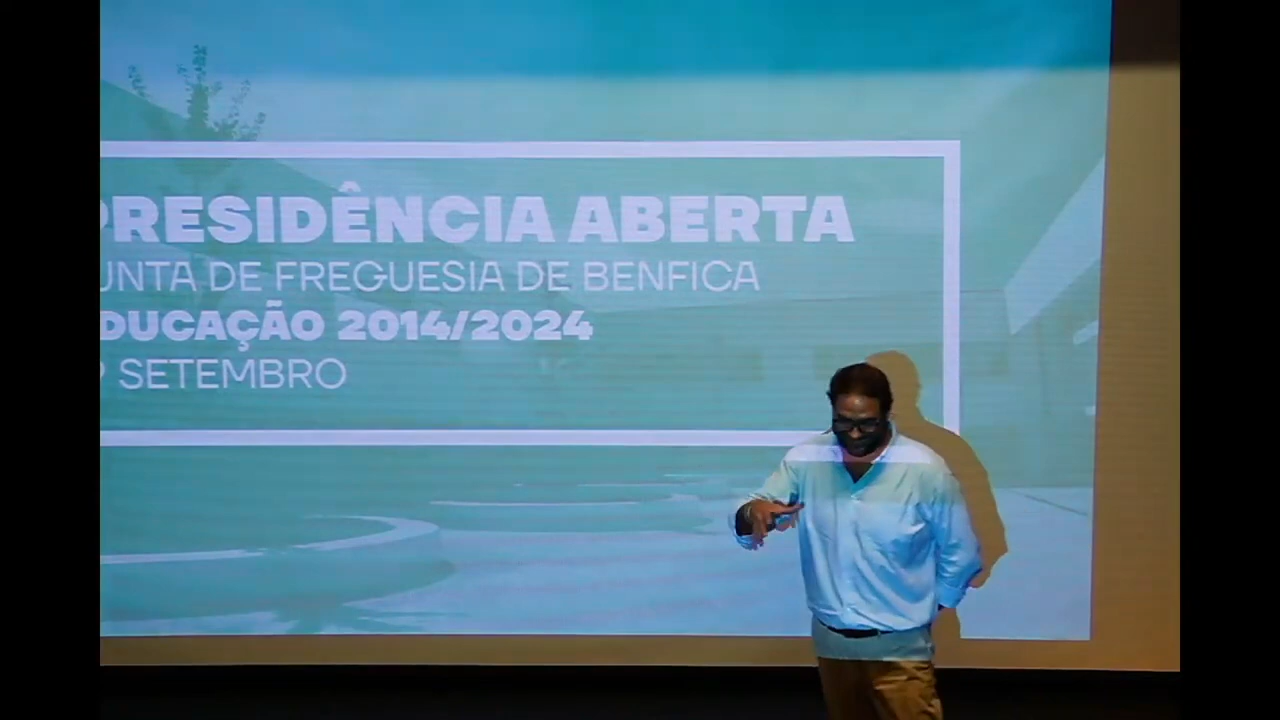 PRESIDÊNCIA ABERTA
UNTA DE FREGUESIA DE BENFICA
DUCAÇÃO 2014/2024
SETEMBRO